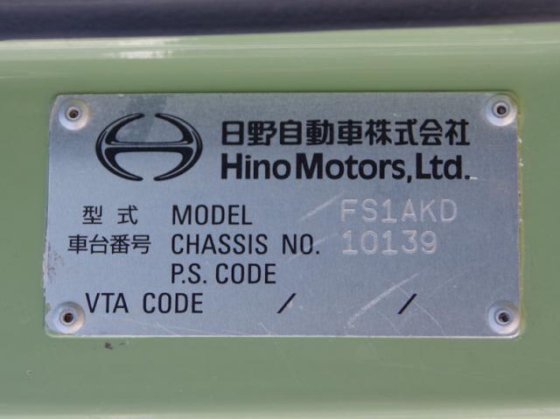 日野自動車株式会社
Hino Motors, Ltd.
型式 MODEL FS1AKD
車台番号 CHASSIS NO. 10139
P.S. CODE
VTA CODE / /